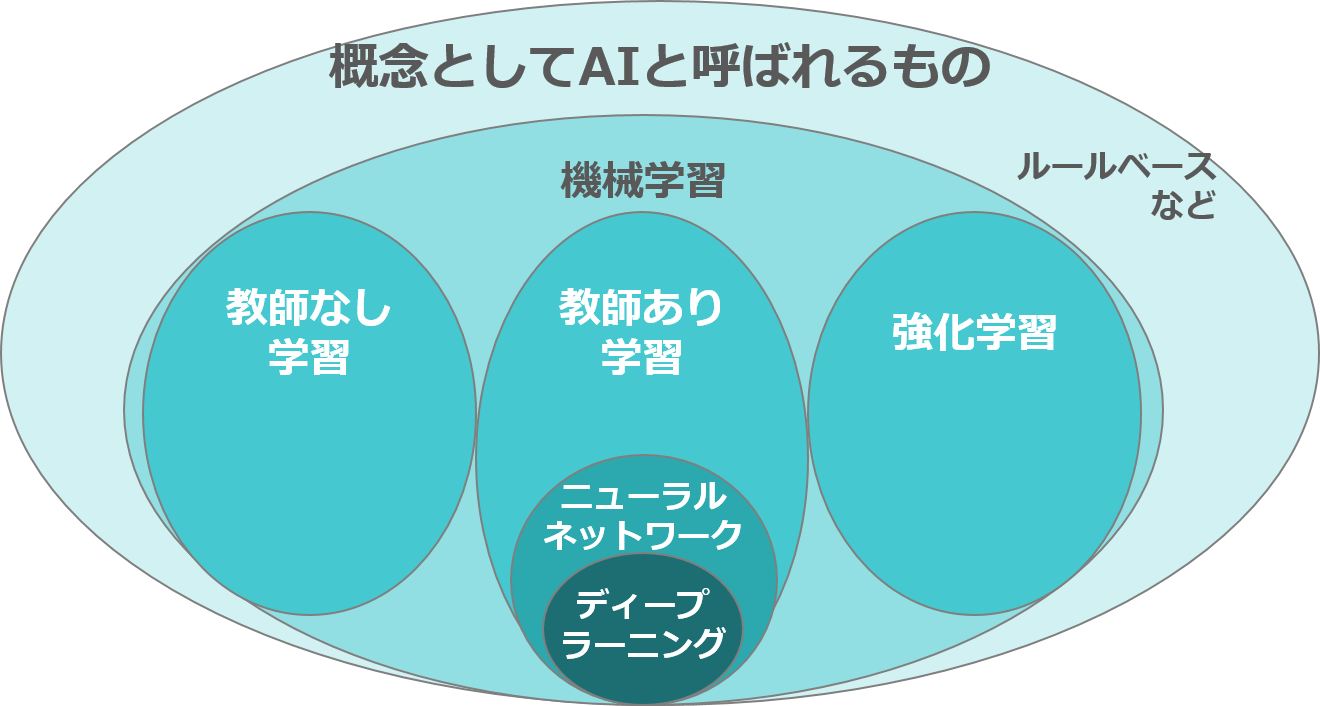 概念としてAIと呼ばれるもの
ルールベース
など
機械学習
教師なし
学習
教師あり
学習
強化学習
ニューラル
ネットワーク
ディープ
ラーニング